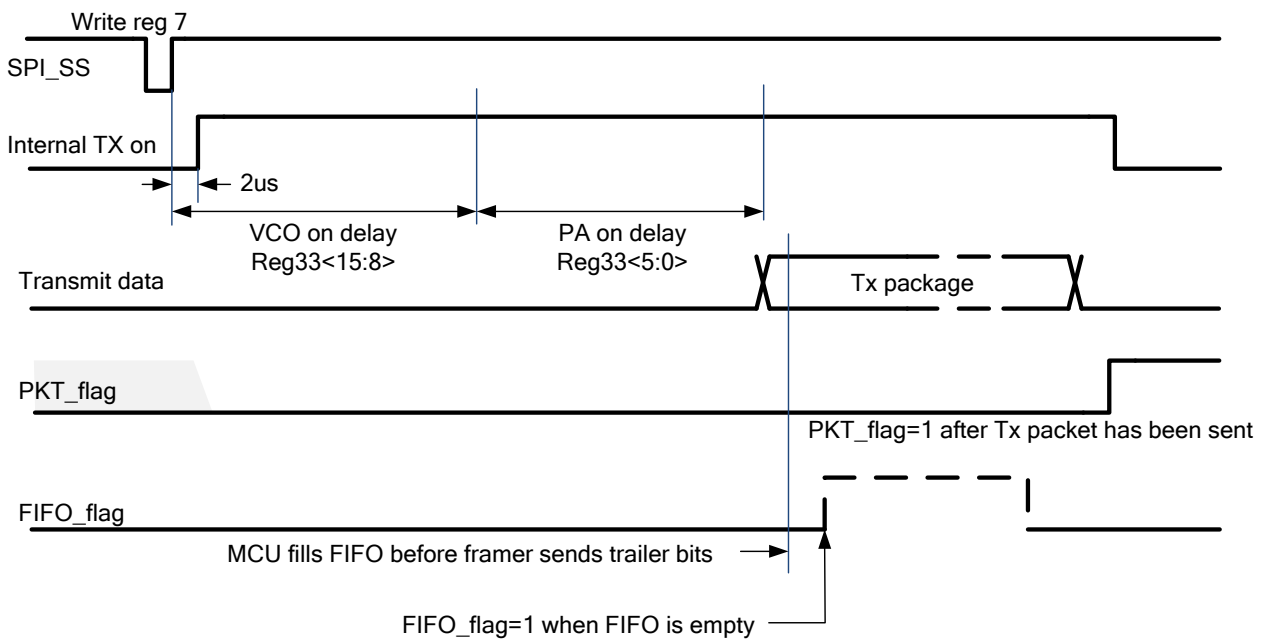 Write reg 7
SPI_SS
Internal TX on
2us
VCO on delay
Reg33<15:8>
PA on delay
Reg33<5:0>
Transmit data
Tx package
PKT_flag
PKT_flag=1 after Tx packet has been sent
FIFO_flag
MCU fills FIFO before framer sends trailer bits
FIFO_flag=1 when FIFO is empty